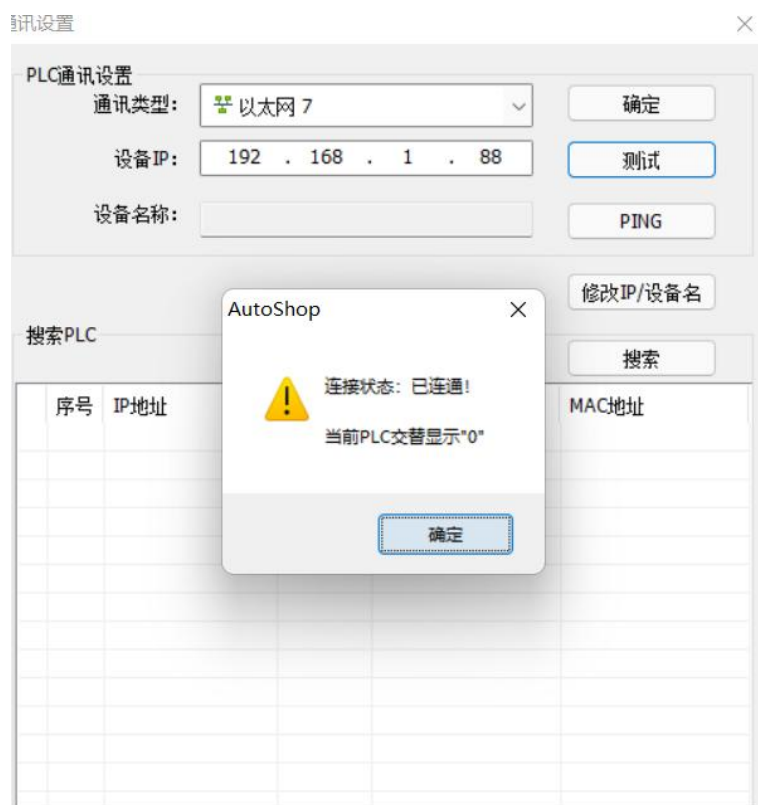 通讯设置
PLC通讯设置
通讯类型：
以太网 7
确定
设备IP：
192 . 168 . 1 . 88
测试
设备名称：
PING
修改IP/设备名
搜索PLC
搜索
序号 IP地址 MAC地址
AutoShop
连接状态：已连通！
当前PLC交替显示"0"
确定